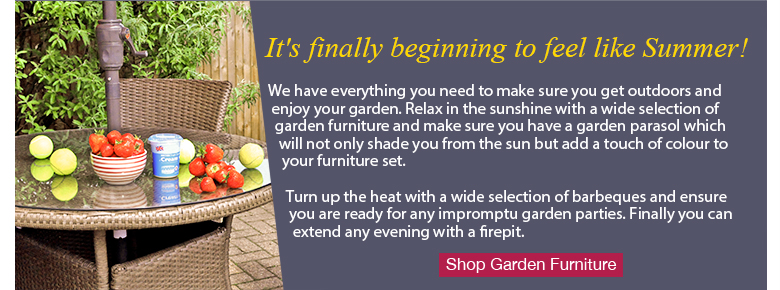 It's finally beginning to feel like Summer!
We have everything you need to make sure you get outdoors and
enjoy your garden. Relax in the sunshine with a wide selection of
garden furniture and make sure you have a garden parasol which
will not only shade you from the sun but add a touch of colour to
your furniture set.
Turn up the heat with a wide selection of barbeques and ensure
you are ready for any impromptu garden parties. Finally you can
extend any evening with a firepit.
Shop Garden Furniture